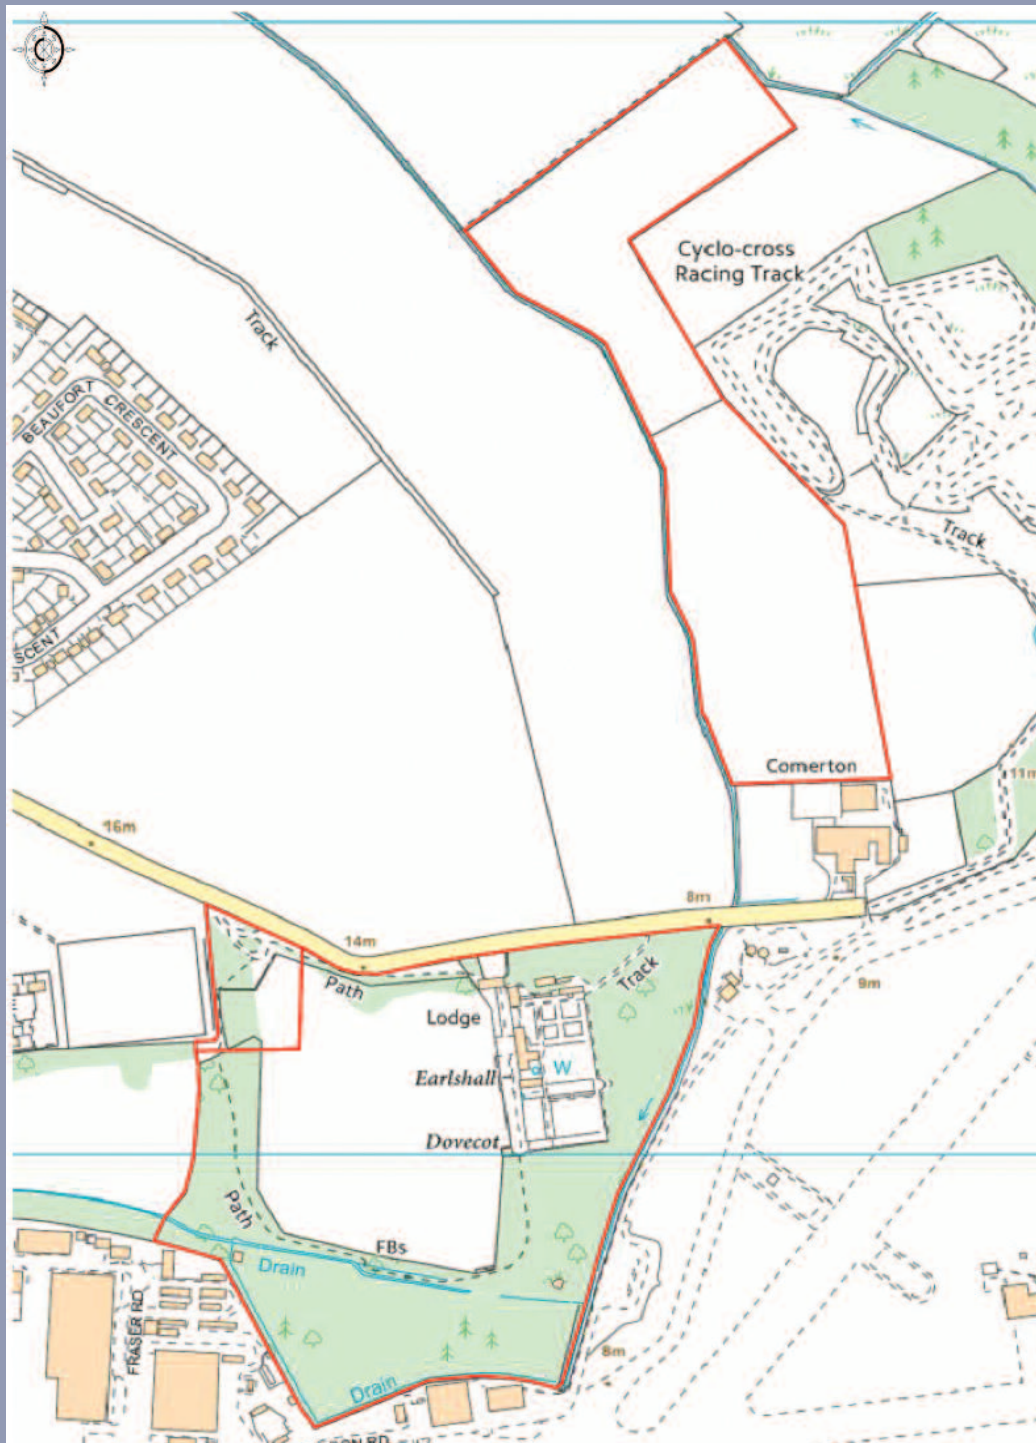 Cyclo-cross
Racing Track
Track
BEAUFORT
CRESCENT
Track
SCENT
Comerton
11m
16m
8m
14m
Path
Track
9m
Lodge
Earlshall
W
Dovecot
Path
FBs
Drain
FRASER RD
8m
Drain